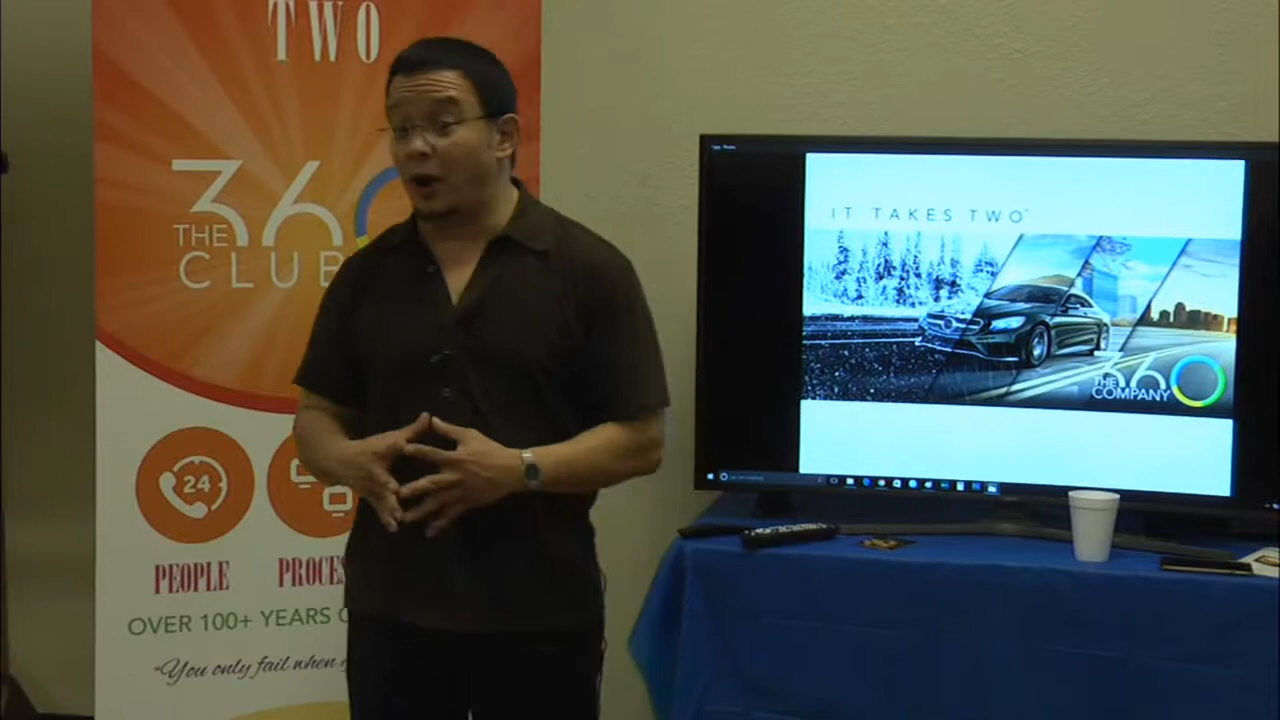 TWO
360
THE
CLUB
24
PEOPLE
PROCES
OVER 100+ YEARS
"You only fail when
IT TAKES TWO
360
THE
COMPANY